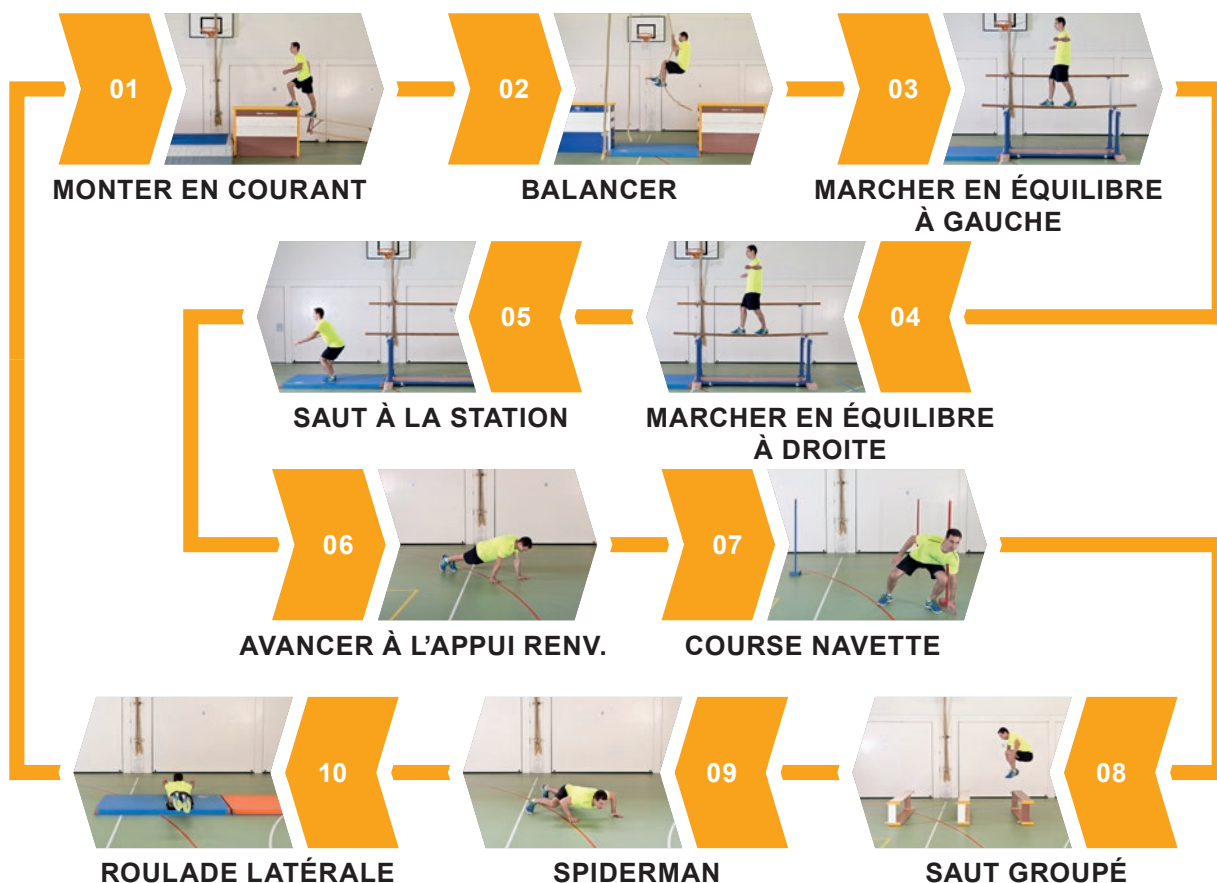 01
MONTER EN COURANT
02
BALANCER
03
MARCHER EN ÉQUILIBRE
À GAUCHE
04
MARCHER EN ÉQUILIBRE
À DROITE
05
SAUT À LA STATION
06
AVANCER À L’APPUI RENV.
07
COURSE NAVETTE
08
SAUT GROUPÉ
09
SPIDERMAN
10
ROULADE LATÉRALE